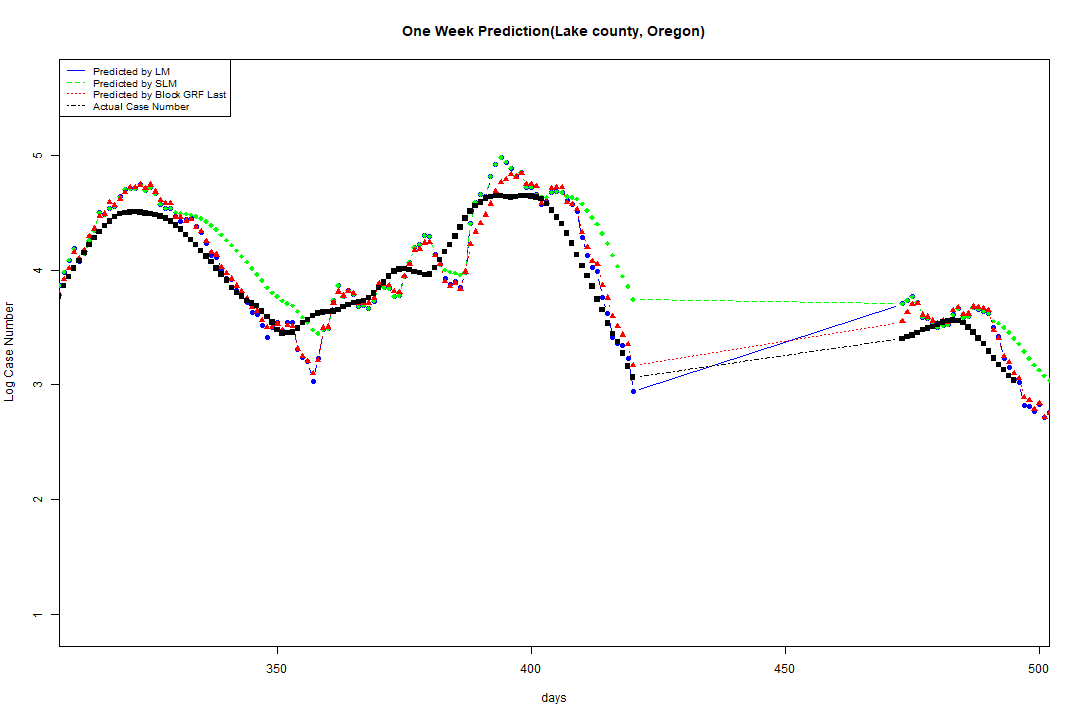 One Week Prediction(Lake county, Oregon)
Predicted by LM
Predicted by SLM
Predicted by Block GRF Last
Actual Case Number
5
4
3
2
1
Log Case Number
350
400
450
500
days